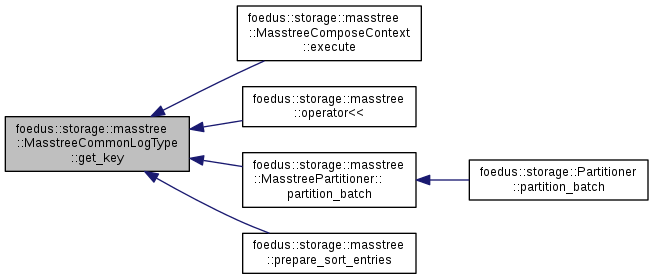 foedus::storage::masstree
::MasstreeComposeContext
::execute
foedus::storage::masstree
::operator<<
foedus::storage::masstree
::MasstreeCommonLogType
::get_key
foedus::storage::masstree
::MasstreePartitioner::
partition_batch
foedus::storage::Partitioner
::partition_batch
foedus::storage::masstree
::prepare_sort_entries